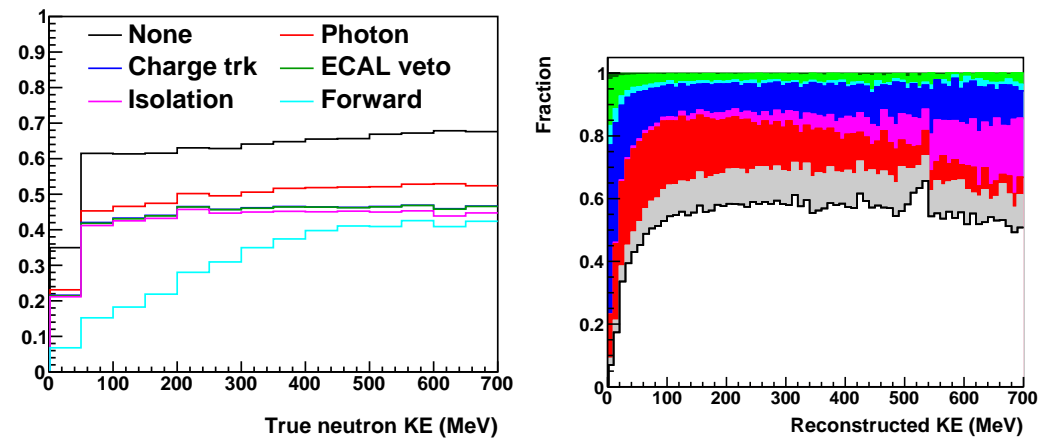 1
0.9
0.8
0.7
0.6
0.5
0.4
0.3
0.2
0.1
0
None Photon
Charge trk ECAL veto
Isolation Forward
0 100 200 300 400 500 600 700
True neutron KE (MeV)
Fraction
1
0.8
0.6
0.4
0.2
0
0 100 200 300 400 500 600 700
Reconstructed KE (MeV)